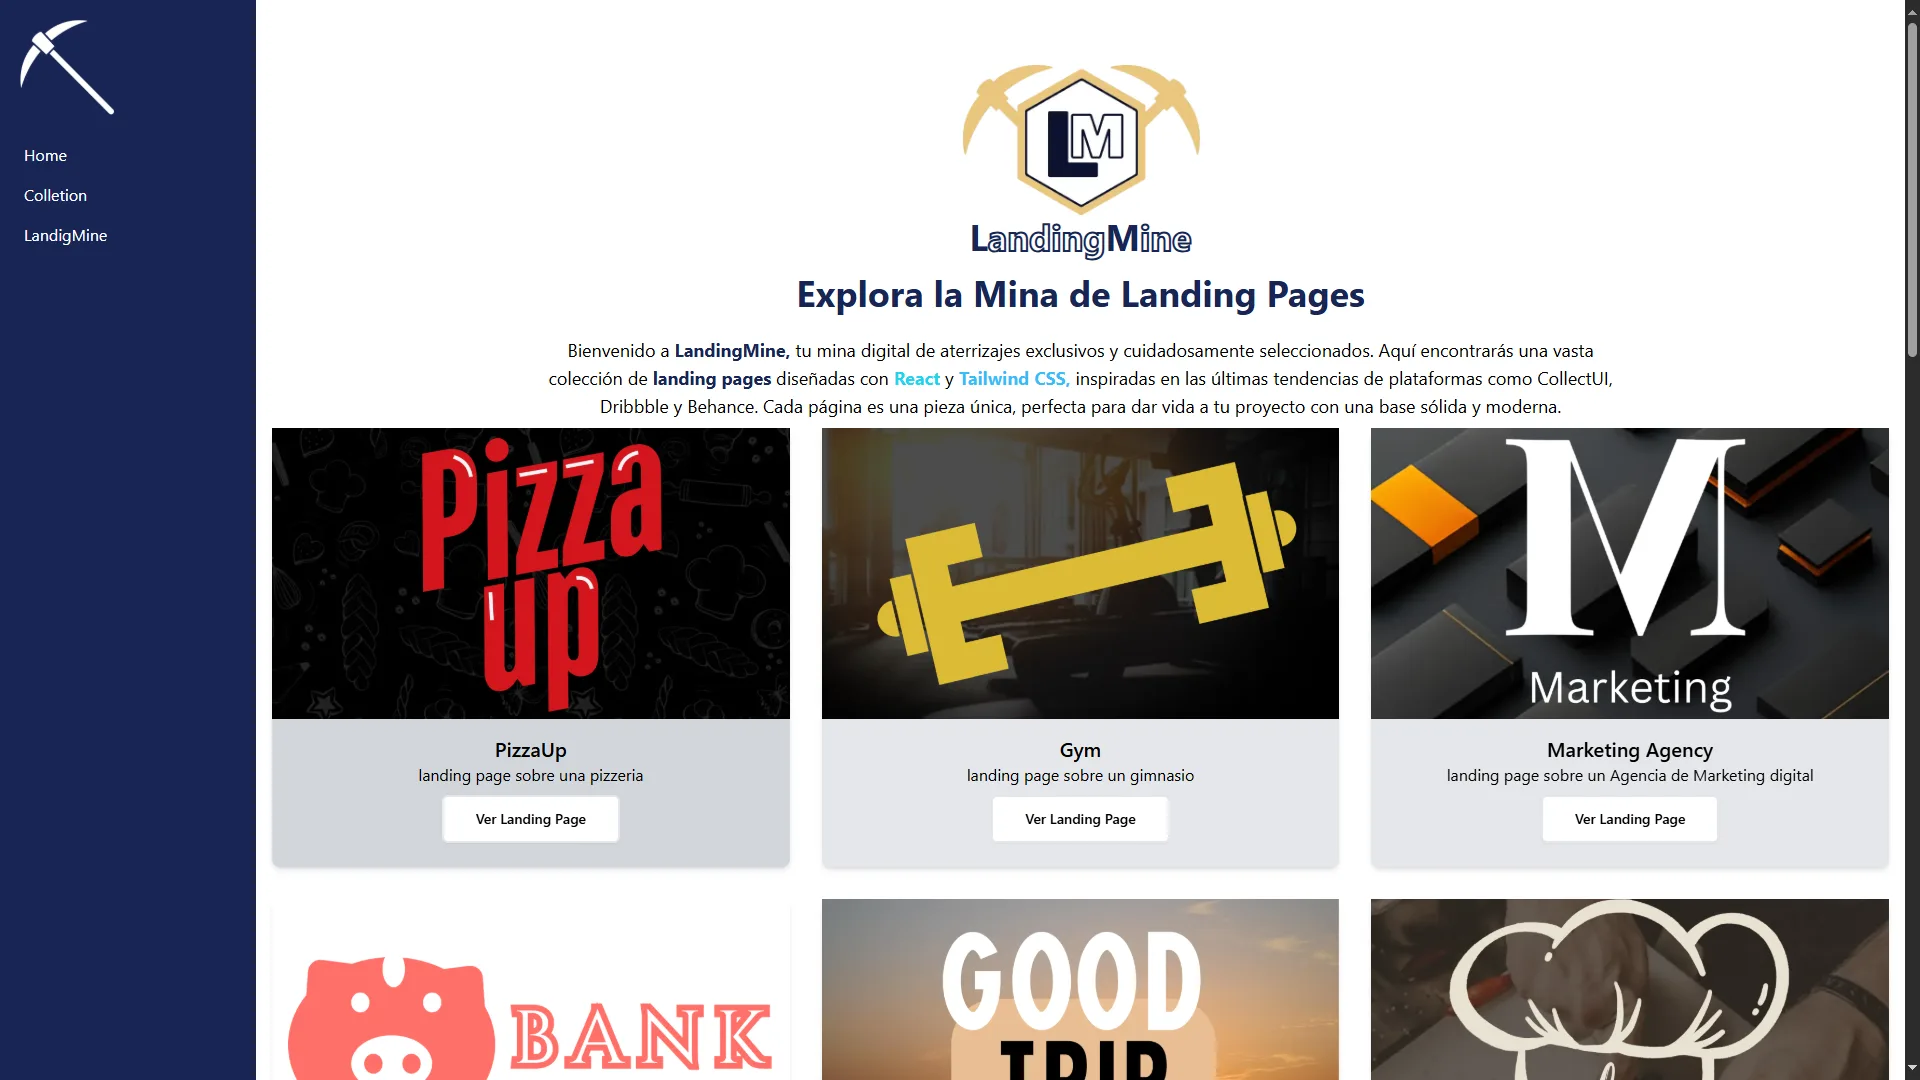 Home
Colletion
LandigMine
LM
LandingMine
Explora la Mina de Landing Pages
Bienvenido a LandingMine, tu mina digital de aterrizajes exclusivos y cuidadosamente seleccionados. Aquí encontrarás una vasta
colección de landing pages diseñadas con React y Tailwind CSS, inspiradas en las últimas tendencias de plataformas como CollectUI,
Dribbble y Behance. Cada página es una pieza única, perfecta para dar vida a tu proyecto con una base sólida y moderna.
Pizza
up
PizzaUp
landing page sobre una pizzeria
Ver Landing Page
Gym
landing page sobre un gimnasio
Ver Landing Page
M
Marketing
Marketing Agency
landing page sobre un Agencia de Marketing digital
Ver Landing Page
BANK
GOOD
TRIP